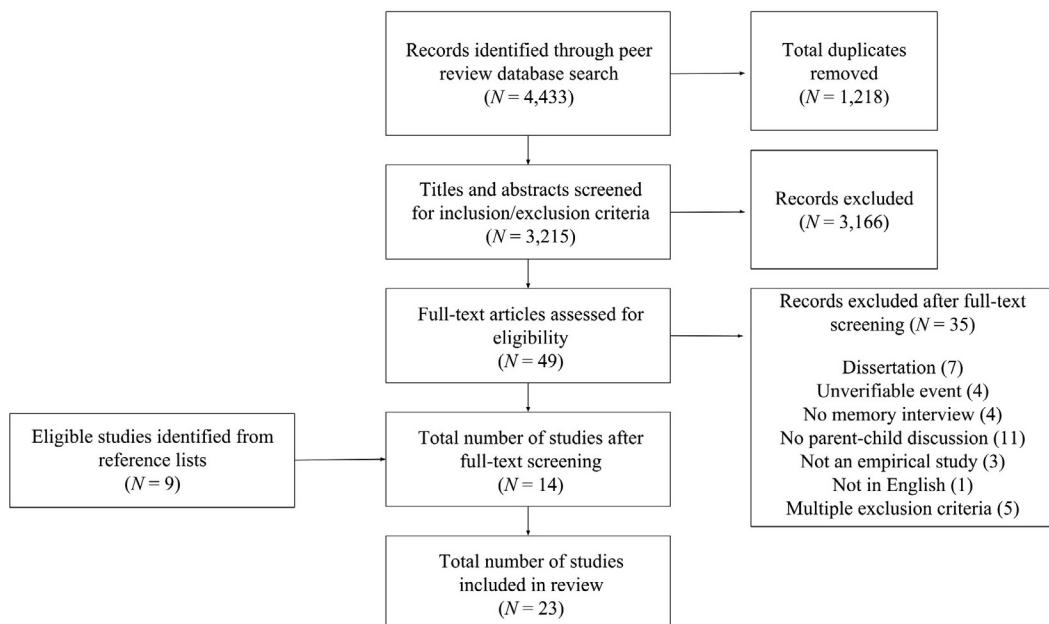 Records identified through peer
review database search
(N = 4,433)
Total duplicates
removed
(N = 1,218)
Titles and abstracts screened
for inclusion/exclusion criteria
(N = 3,215)
Records excluded
(N = 3,166)
Full-text articles assessed for
eligibility
(N = 49)
Records excluded after full-text
screening (N = 35)
Dissertation (7)
Unverifiable event (4)
No memory interview (4)
No parent-child discussion (11)
Not an empirical study (3)
Not in English (1)
Multiple exclusion criteria (5)
Eligible studies identified from
reference lists
(N = 9)
Total number of studies after
full-text screening
(N = 14)
Total number of studies
included in review
(N = 23)